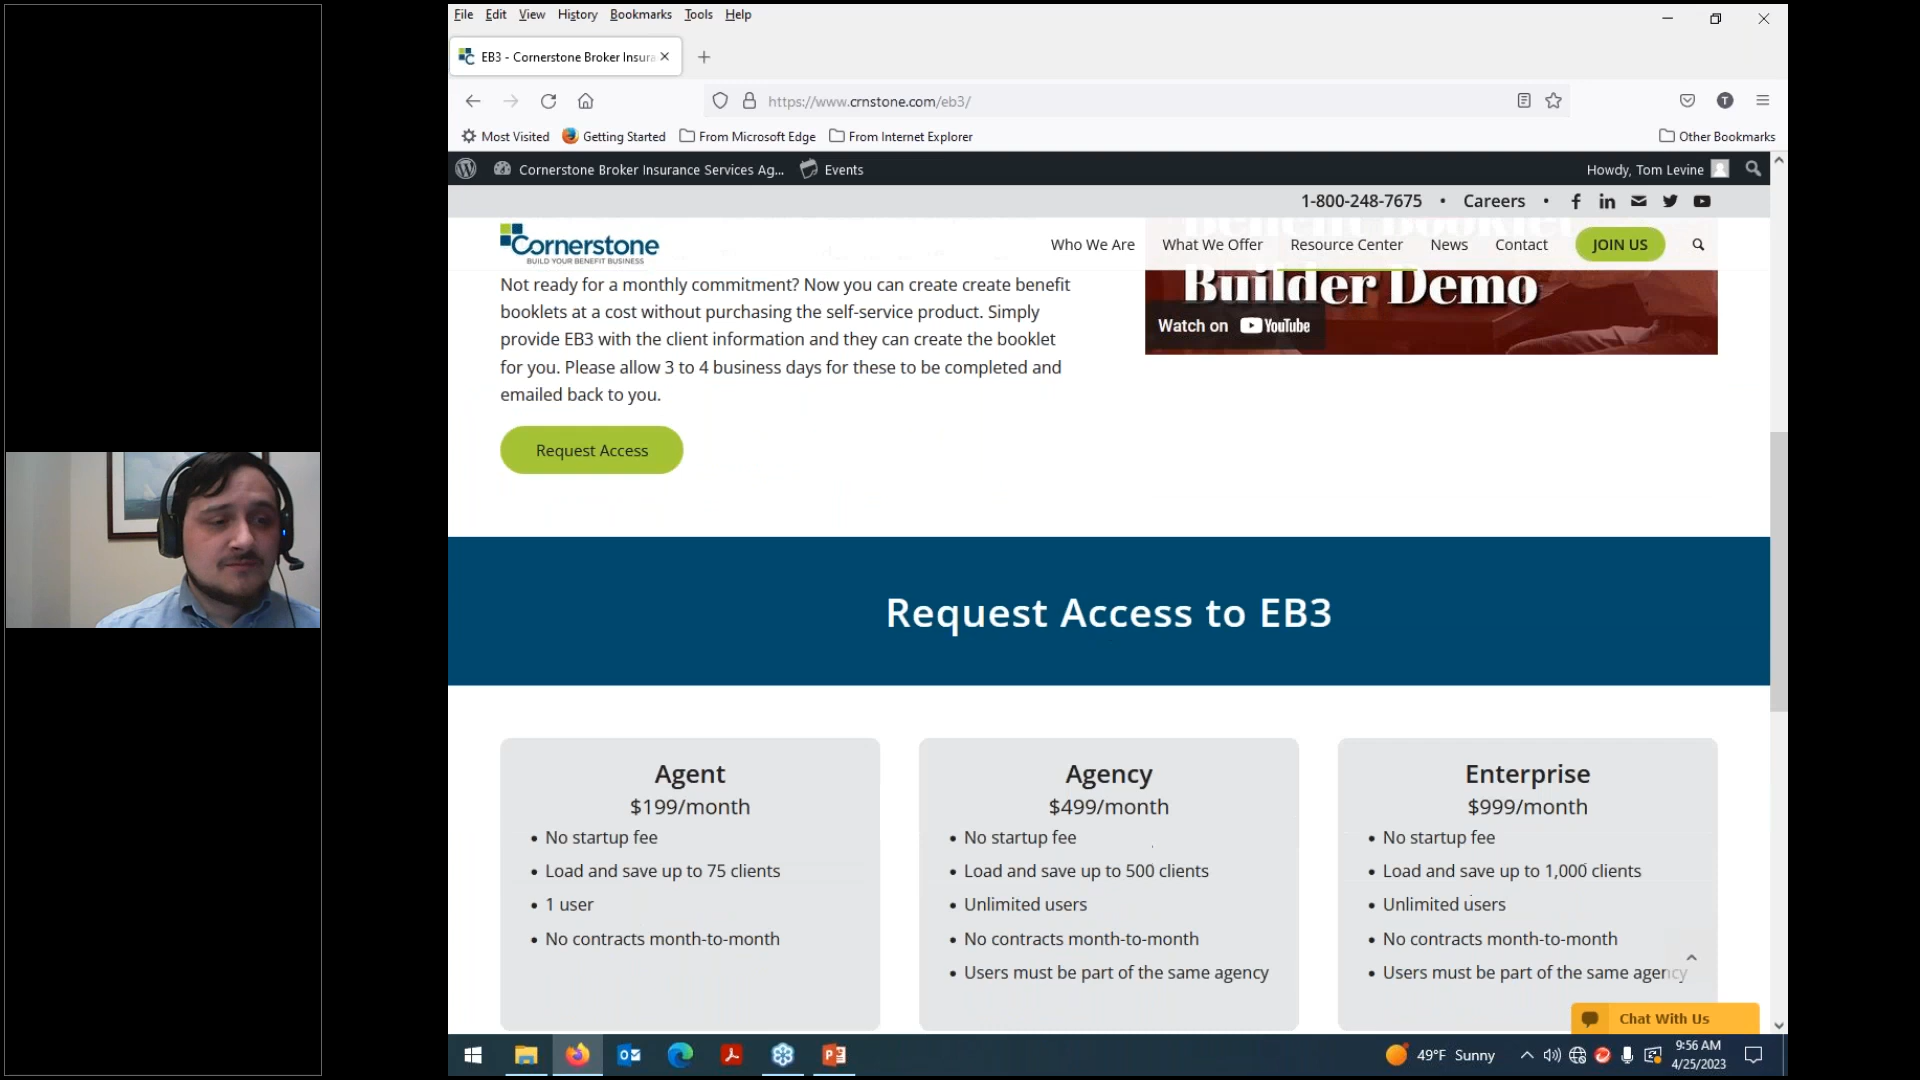 File Edit View History Bookmarks Tools Help
EB3 - Cornerstone Broker Insura
https://www.crnstone.com/eb3/
T
Most Visited Getting Started From Microsoft Edge From Internet Explorer Other Bookmarks
Cornerstone Broker Insurance Services Ag... Events Howdy, Tom Levine
1-800-248-7675 • Careers •
Cornerstone
BUILD YOUR BENEFIT BUSINESS
Who We Are What We Offer Resource Center News Contact JOIN US
Benefit Booklet
Builder Demo
Watch on YouTube
Not ready for a monthly commitment? Now you can create create benefit
booklets at a cost without purchasing the self-service product. Simply
provide EB3 with the client information and they can create the booklet
for you. Please allow 3 to 4 business days for these to be completed and
emailed back to you.
Request Access
Request Access to EB3
Agent
$199/month
• No startup fee
• Load and save up to 75 clients
• 1 user
• No contracts month-to-month
Agency
$499/month
• No startup fee
• Load and save up to 500 clients
• Unlimited users
• No contracts month-to-month
• Users must be part of the same agency
Enterprise
$999/month
• No startup fee
• Load and save up to 1,000 clients
• Unlimited users
• No contracts month-to-month
• Users must be part of the same agency
Chat With Us
49°F Sunny
9:56 AM
4/25/2023